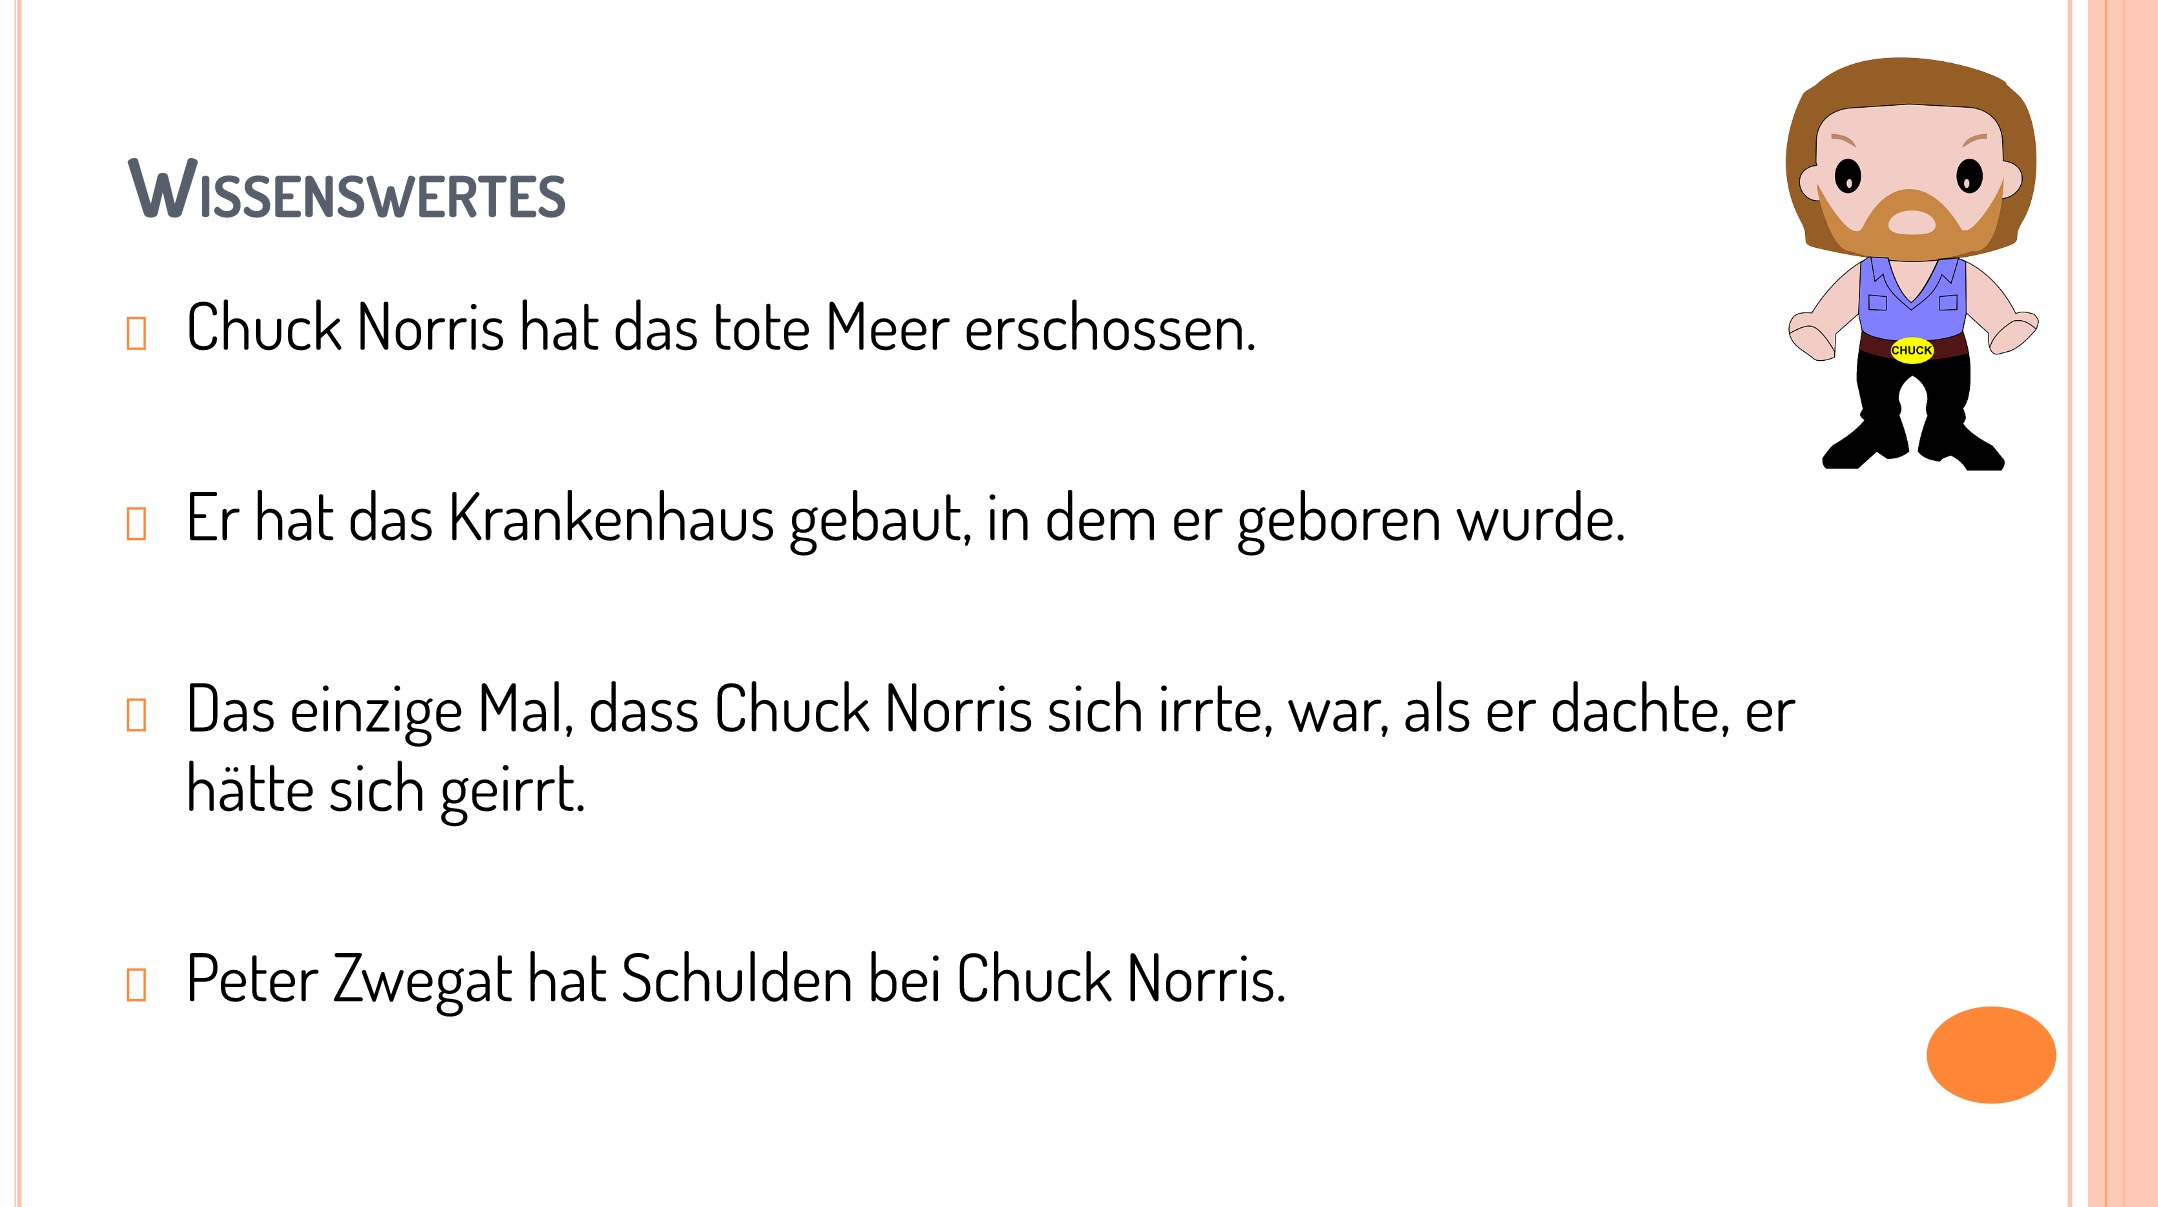 Wissenswertes
Chuck Norris hat das tote Meer erschossen.
Er hat das Krankenhaus gebaut, in dem er geboren wurde.
Das einzige Mal, dass Chuck Norris sich irrte, war, als er dachte, er
hätte sich geirrt.
Peter Zwegat hat Schulden bei Chuck Norris.
CHUCK